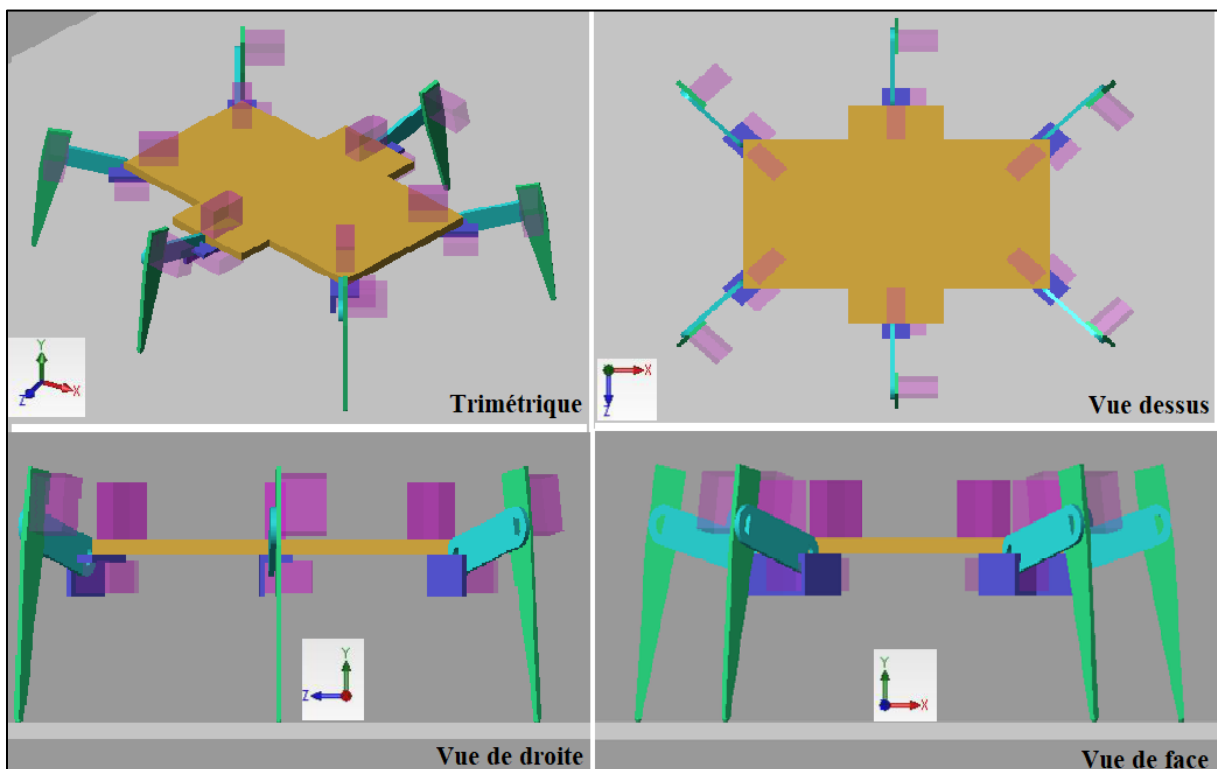 Y
X
Z
Trimétrique
X
Z
Vue dessus
Y
Z
Vue de droite
Y
X
Vue de face